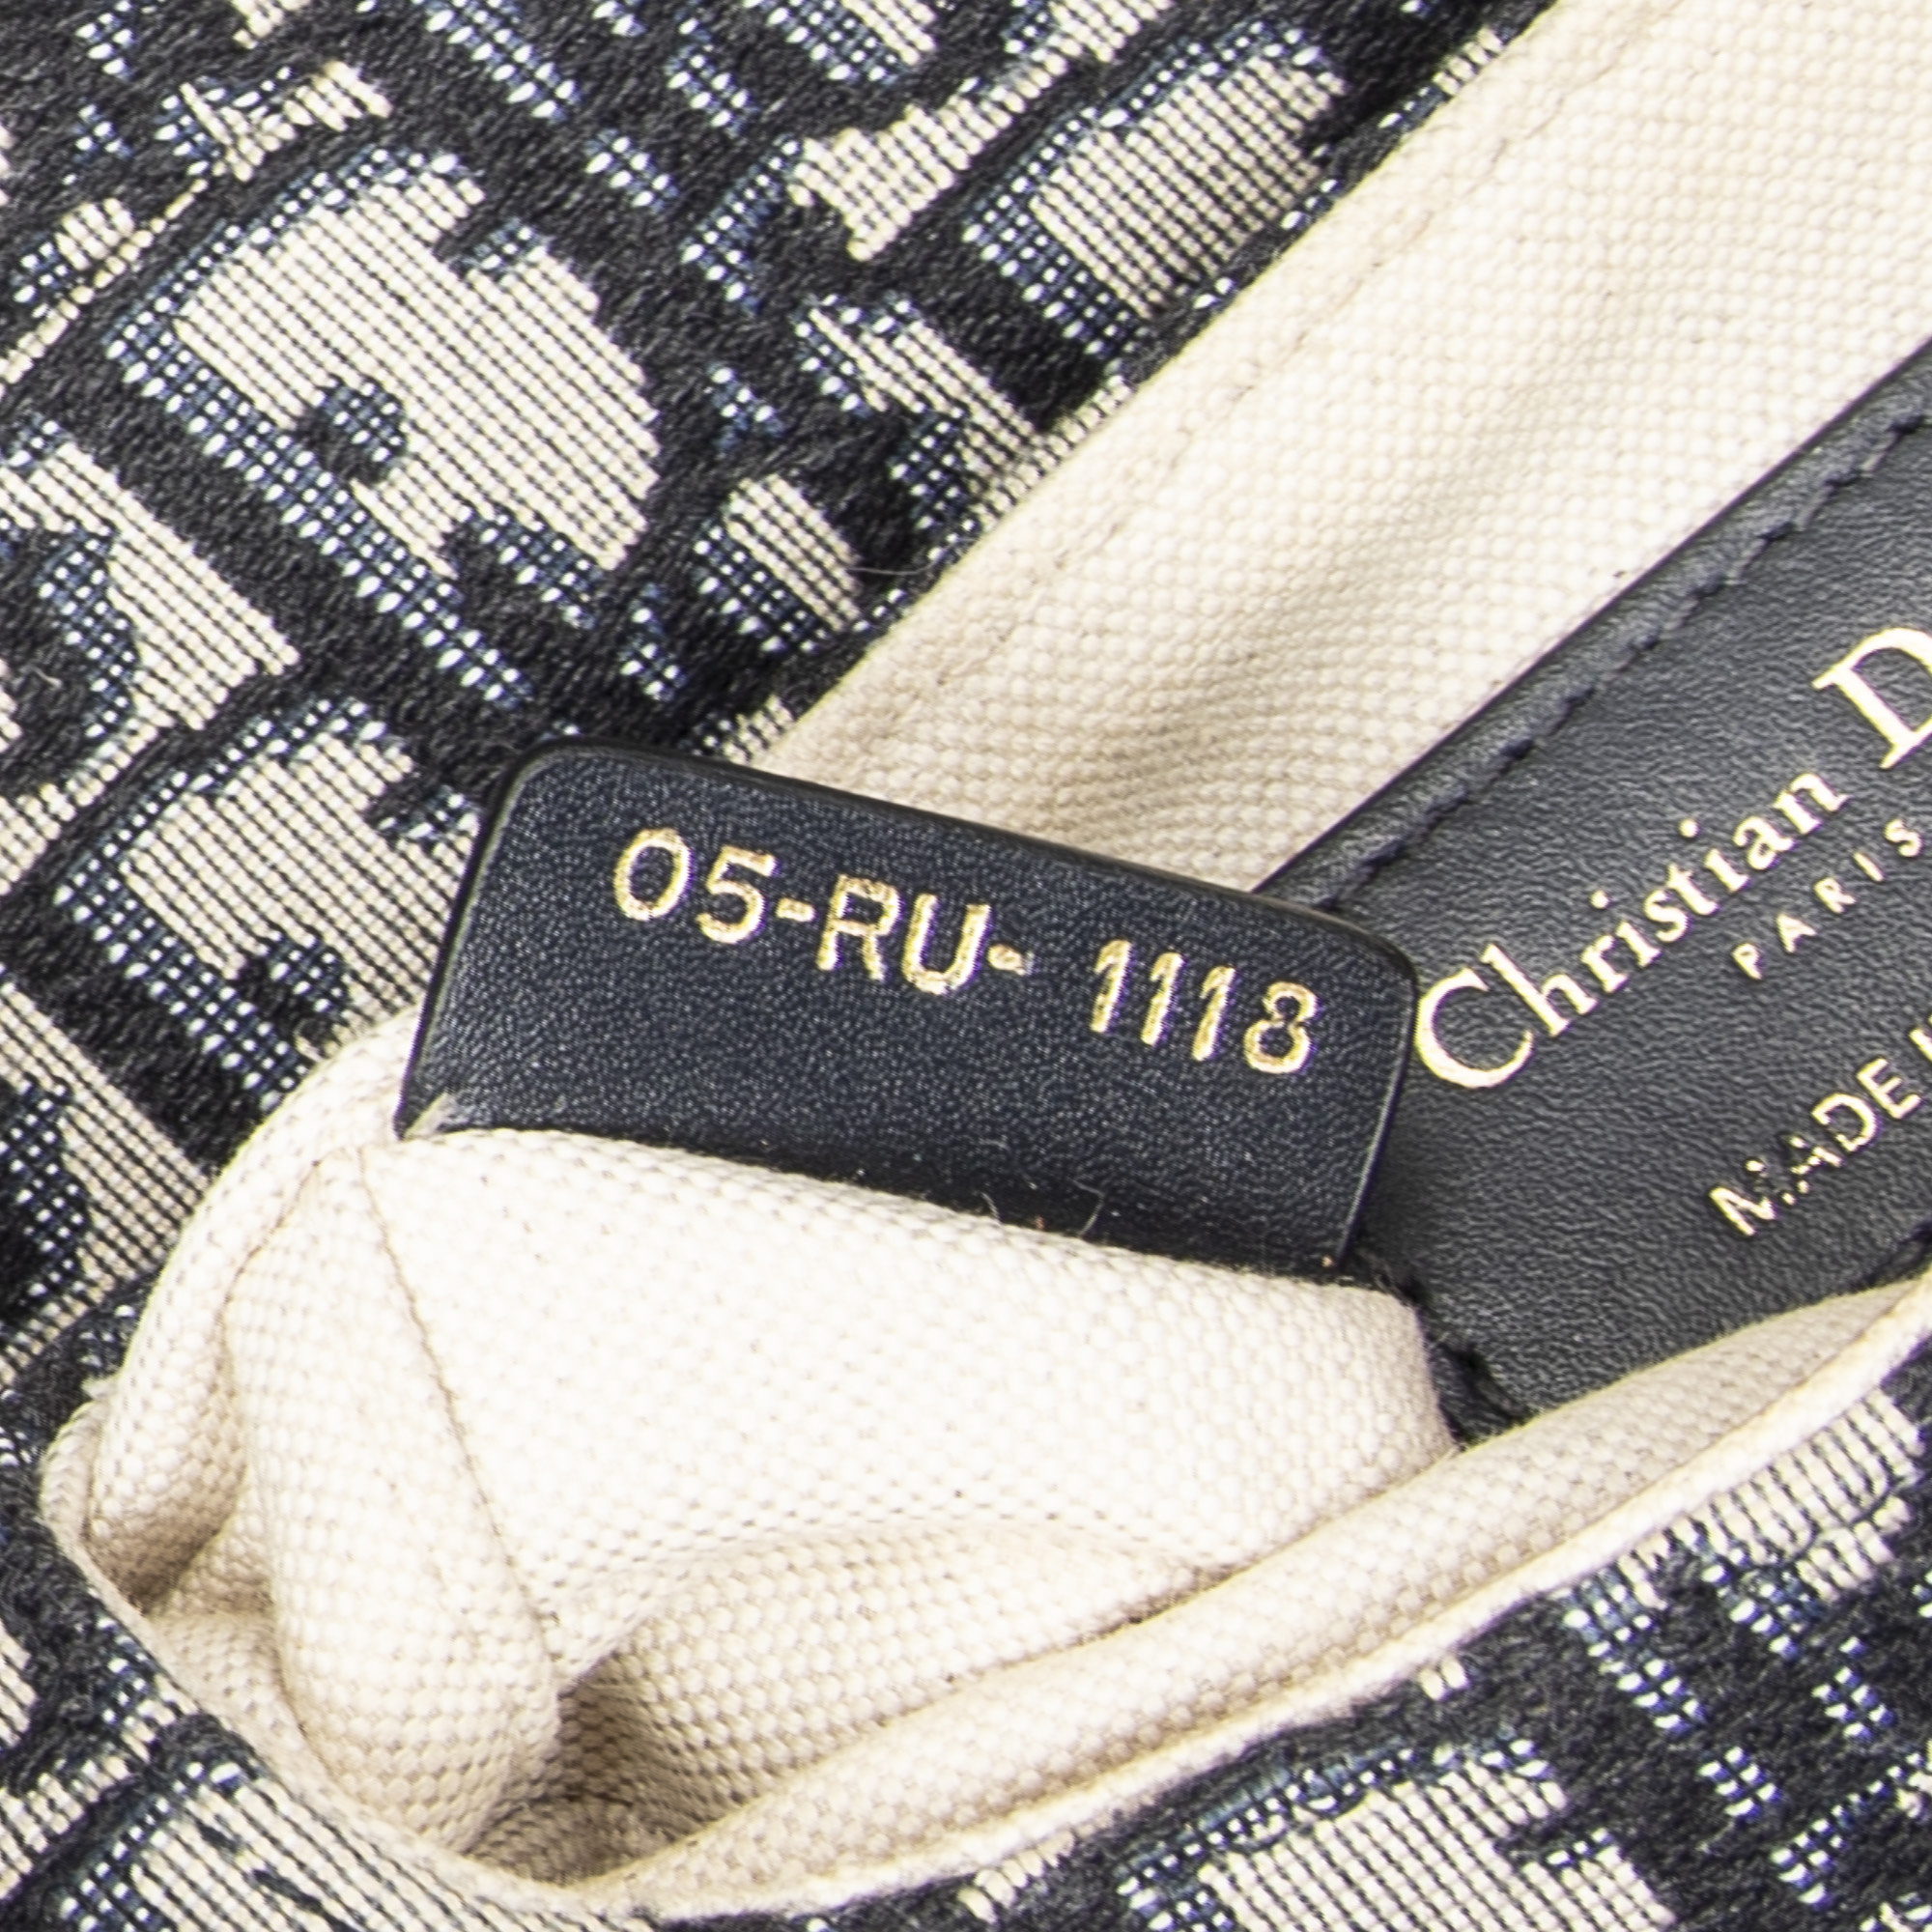 05-RU- 1118
Christian
PARIS
MADE